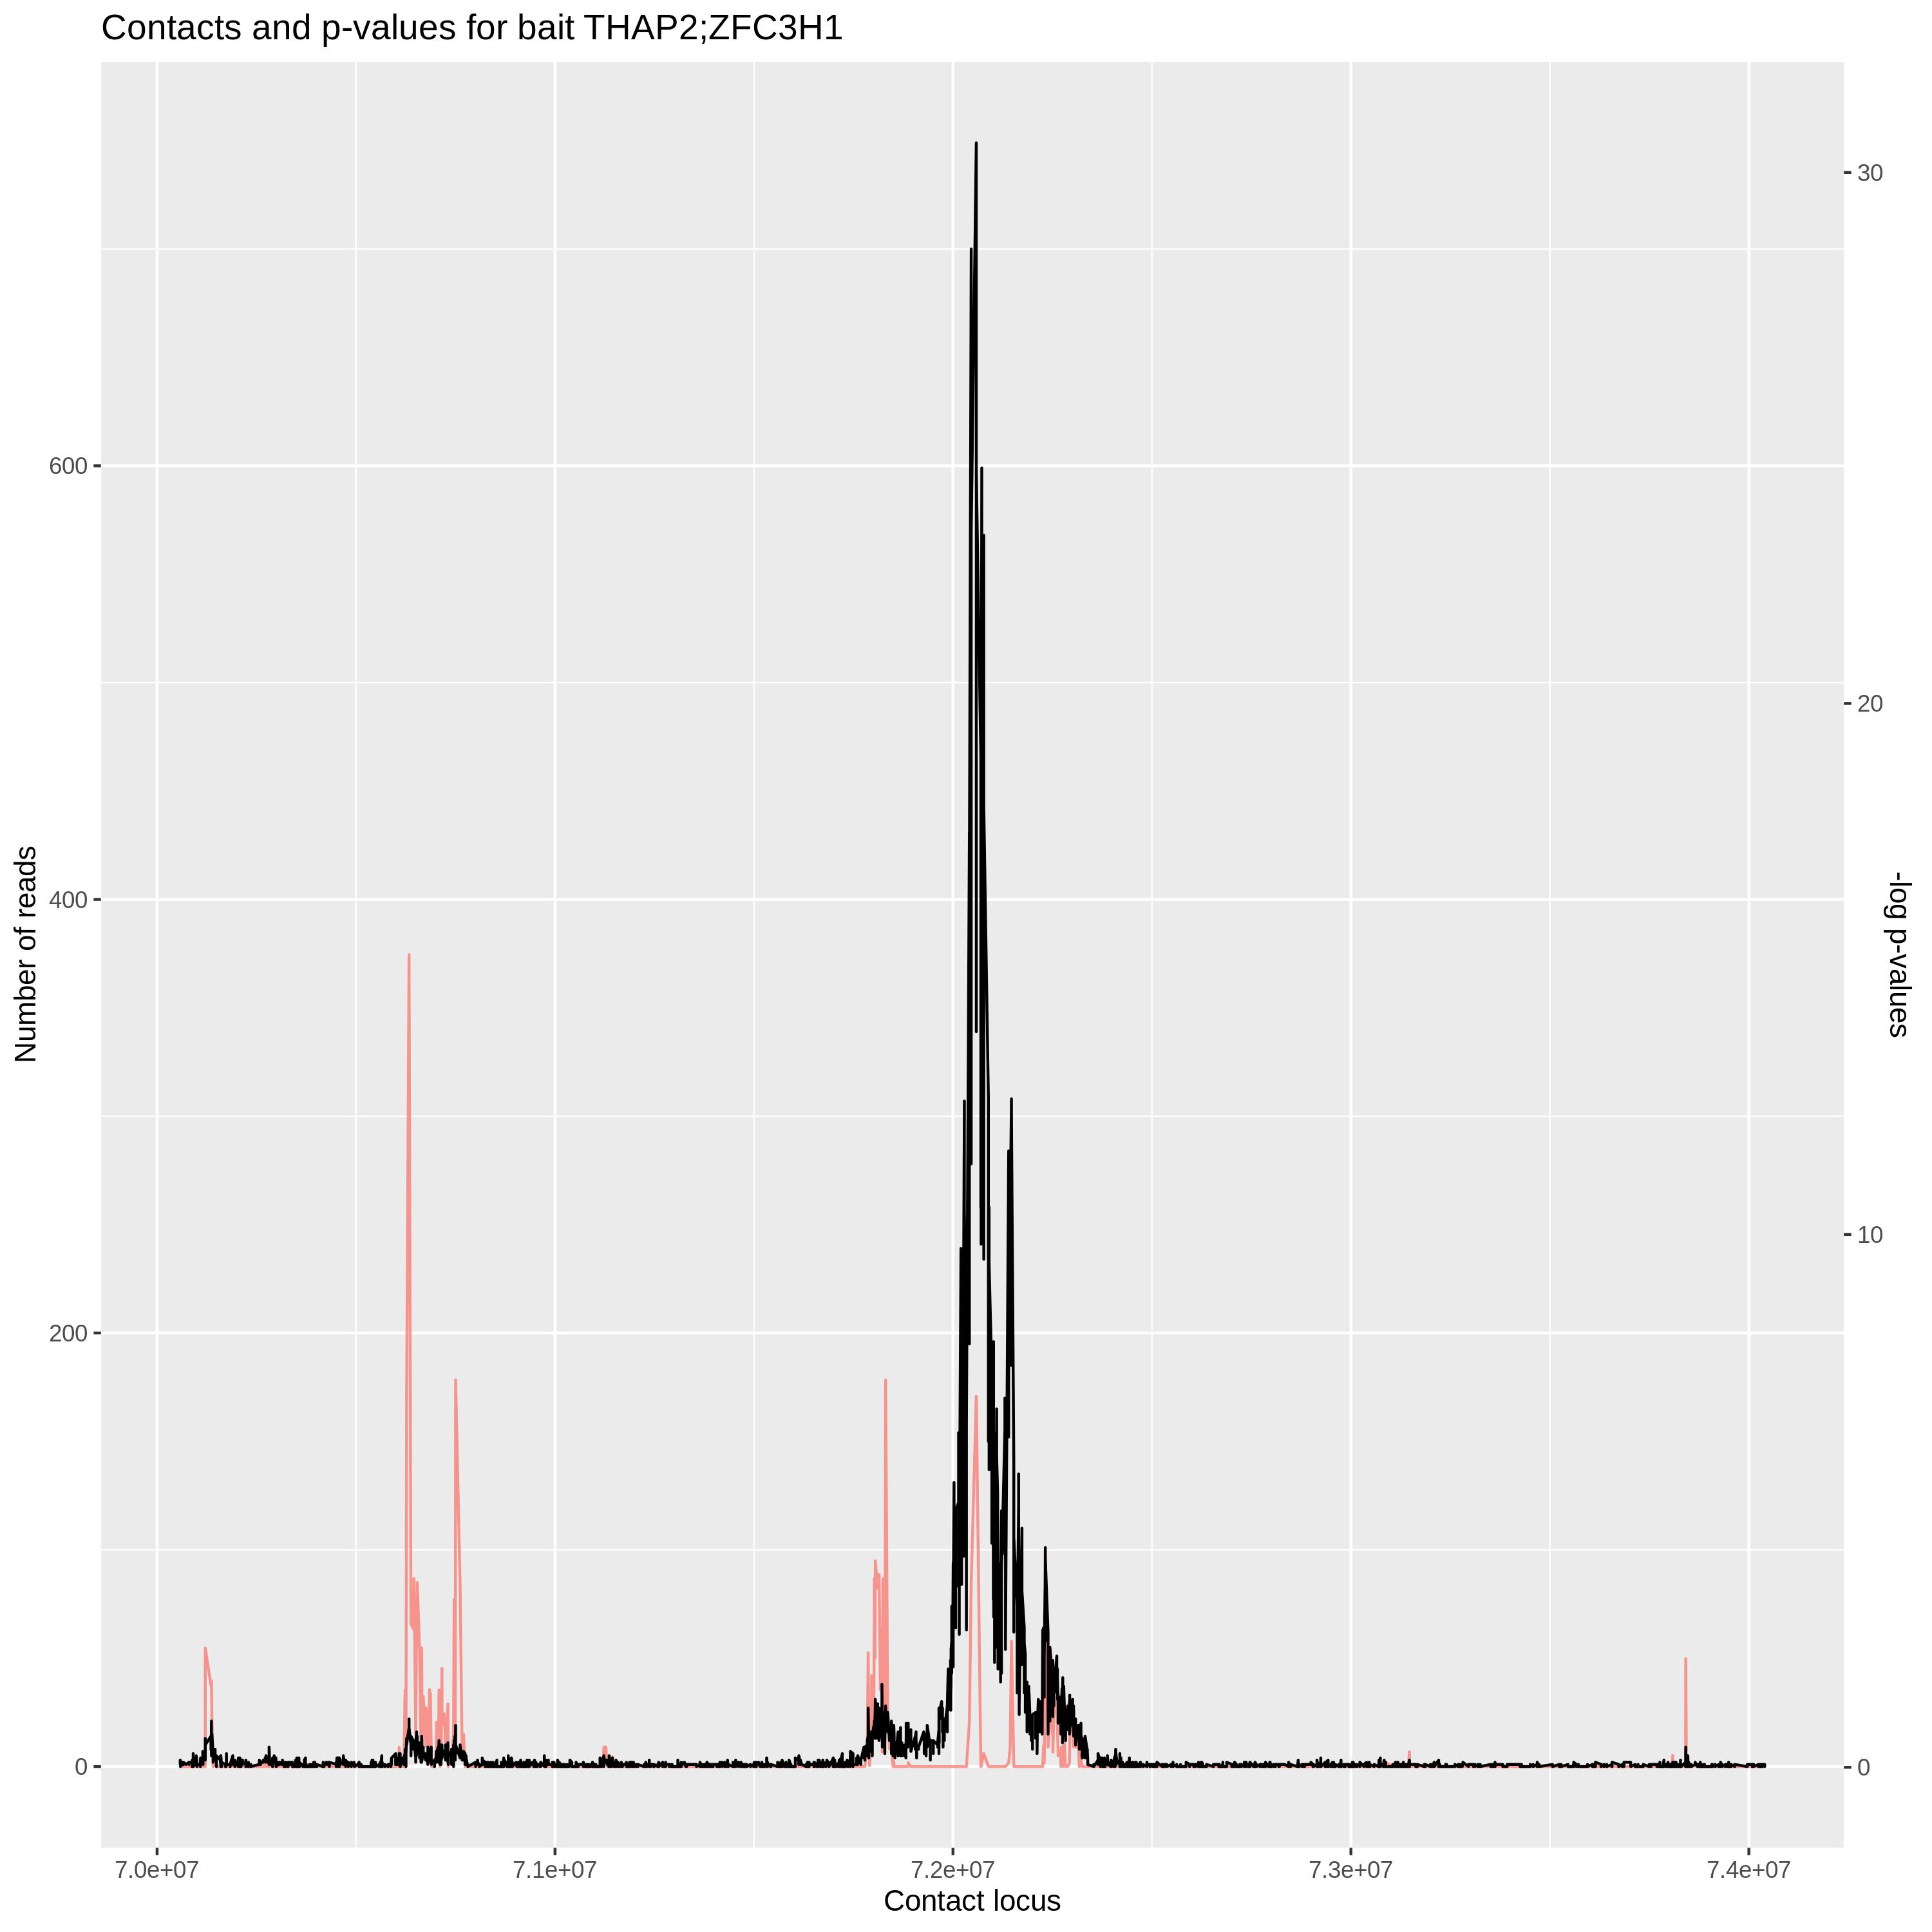 Contacts and p-values for bait THAP2;ZFC3H1
Number of reads
600
400
200
0
30
20
10
0
-log p-values
7.0e+07
7.1e+07
7.2e+07
7.3e+07
7.4e+07
Contact locus